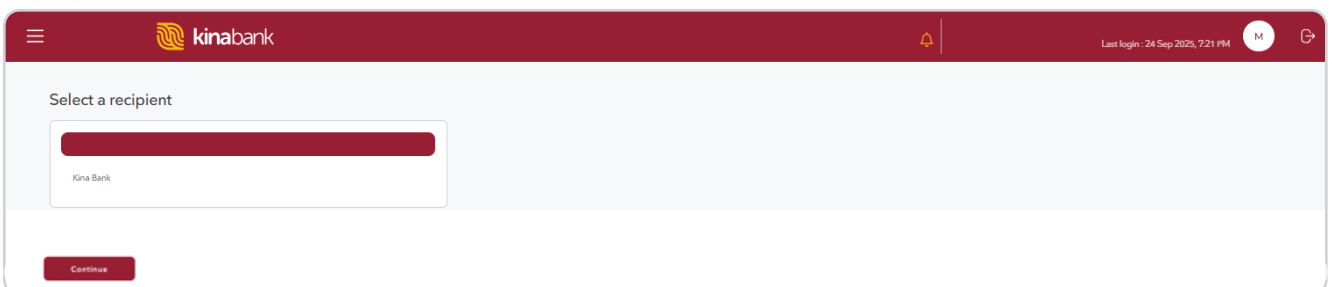 kinabank
Last login : 24 Sep 2025, 7:21 PM
M
Select a recipient
Kina Bank
Continue